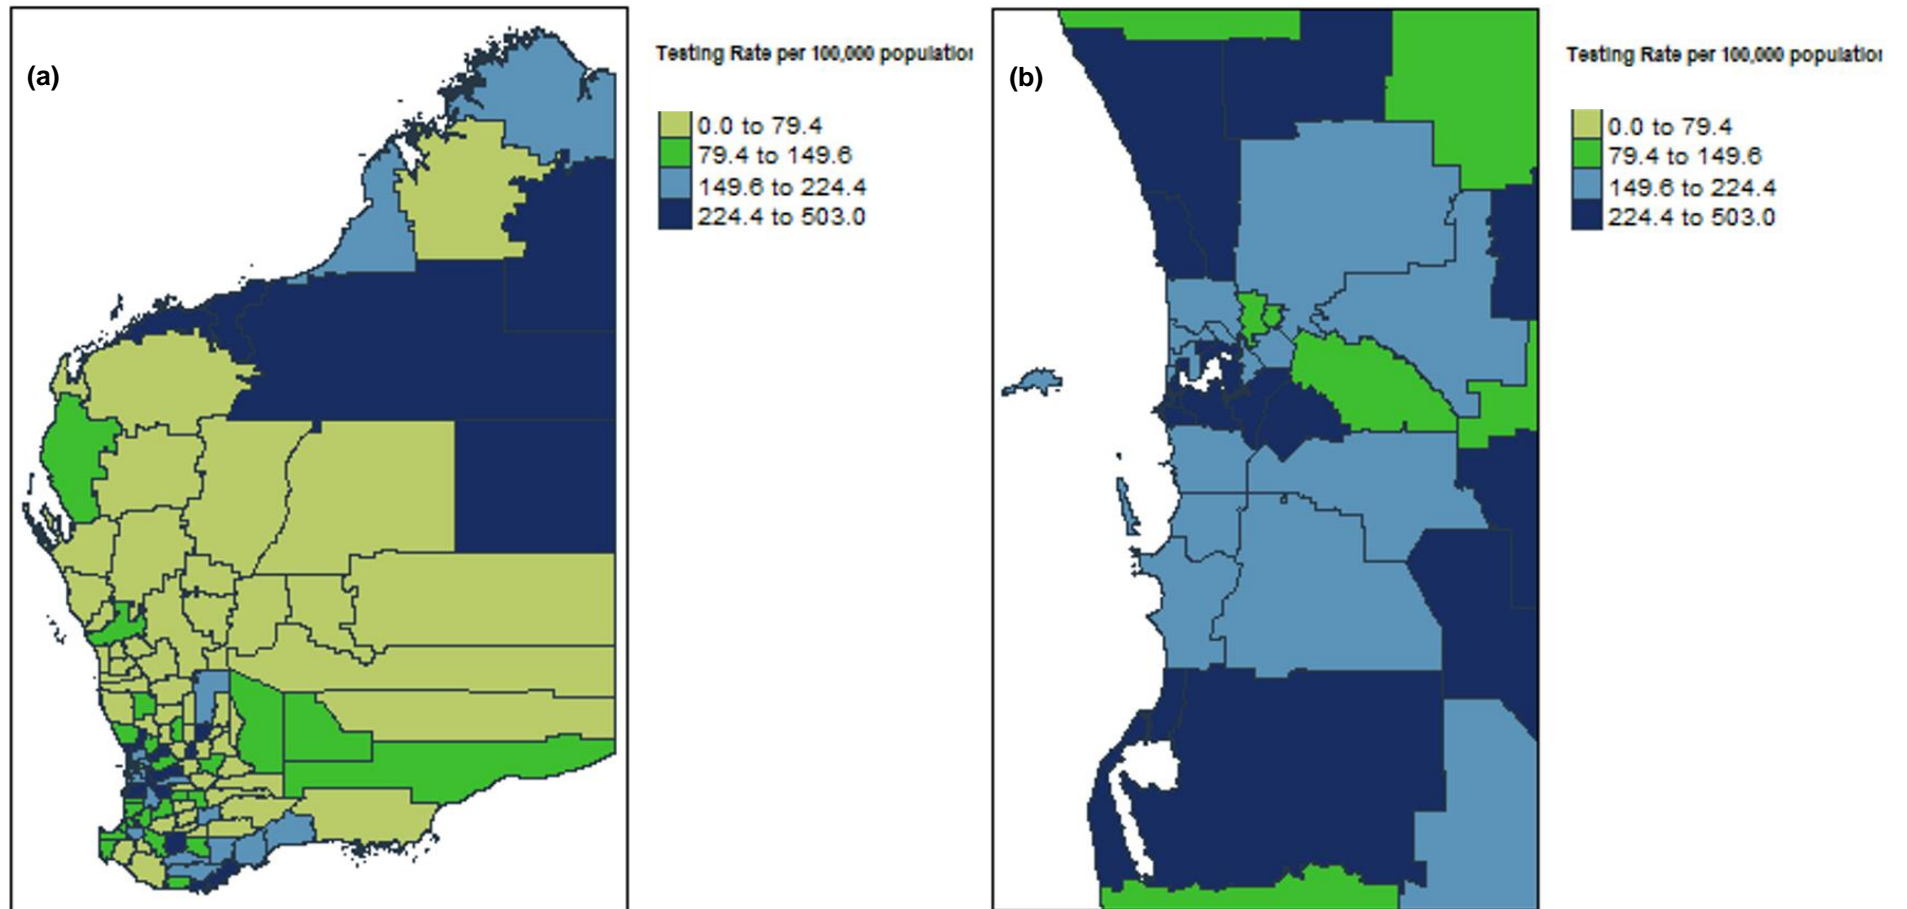 (a)
Testing Rate per 100,000 population
0.0 to 79.4
79.4 to 149.6
149.6 to 224.4
224.4 to 503.0
(b)
Testing Rate per 100,000 population
0.0 to 79.4
79.4 to 149.6
149.6 to 224.4
224.4 to 503.0